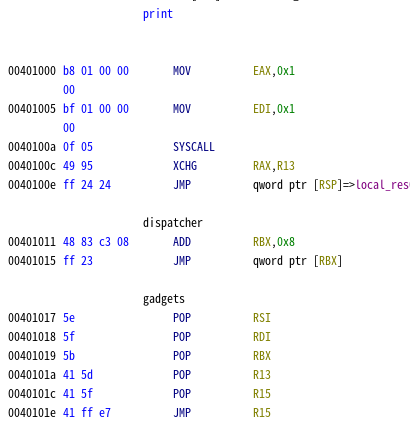 print
00401000 b8 01 00 00 MOV EAX,0x1
00
00401005 bf 01 00 00 MOV EDI,0x1
00
0040100a 0f 05 SYSCALL
0040100c 49 95 XCHG RAX,R13
0040100e ff 24 24 JMP qword ptr [RSP]=>local_res
dispatcher
00401011 48 83 c3 08 ADD RBX,0x8
00401015 ff 23 JMP qword ptr [RBX]
gadgets
00401017 5e POP RSI
00401018 5f POP RDI
00401019 5b POP RBX
0040101a 41 5d POP R13
0040101c 41 5f POP R15
0040101e 41 ff e7 JMP R15